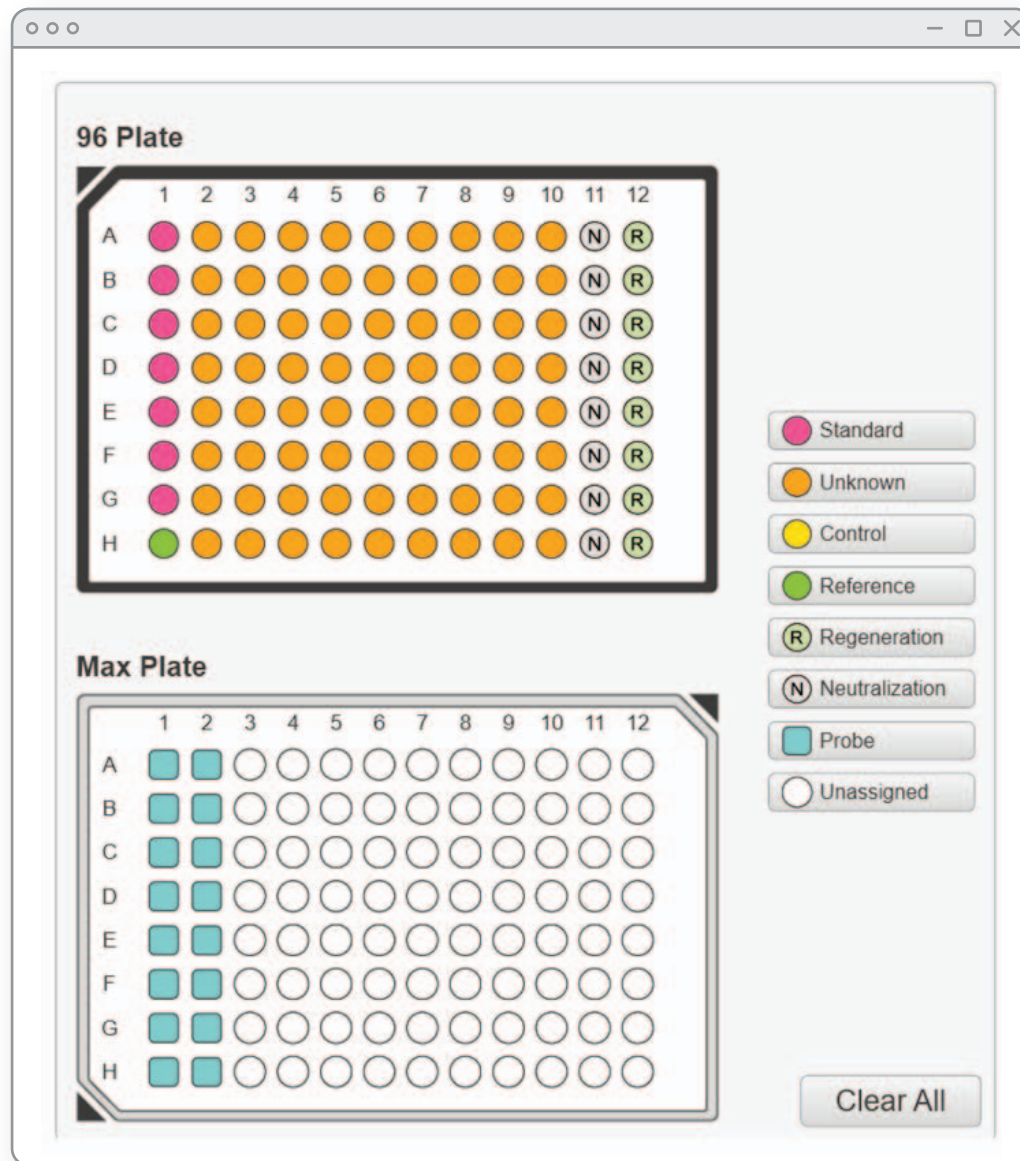 96 Plate
1 2 3 4 5 6 7 8 9 10 11 12
A N R
B N R
C N R
D N R
E N R
F N R
G N R
H N R
Standard
Unknown
Control
Reference
R Regeneration
N Neutralization
Probe
Unassigned
Max Plate
1 2 3 4 5 6 7 8 9 10 11 12
A
B
C
D
E
F
G
H
Clear All